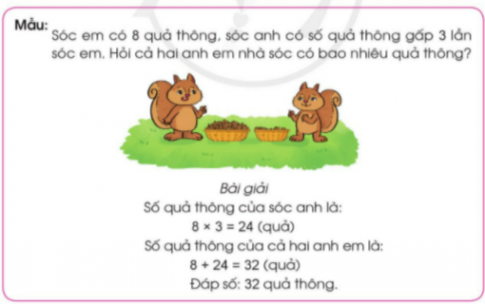 Mẫu:
Sóc em có 8 quả thông, sóc anh có số quả thông gấp 3 lần
sóc em. Hỏi cả hai anh em nhà sóc có bao nhiêu quả thông?
Bài giải
Số quả thông của sóc anh là:
8 × 3 = 24 (quả)
Số quả thông của cả hai anh em là:
8 + 24 = 32 (quả)
Đáp số: 32 quả thông.